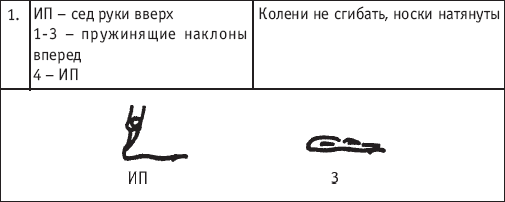 1.
ИП – сед руки вверх
1-3 – пружинящие наклоны
вперед
4 – ИП
Колени не сгибать, носки натянуты
ИП
3